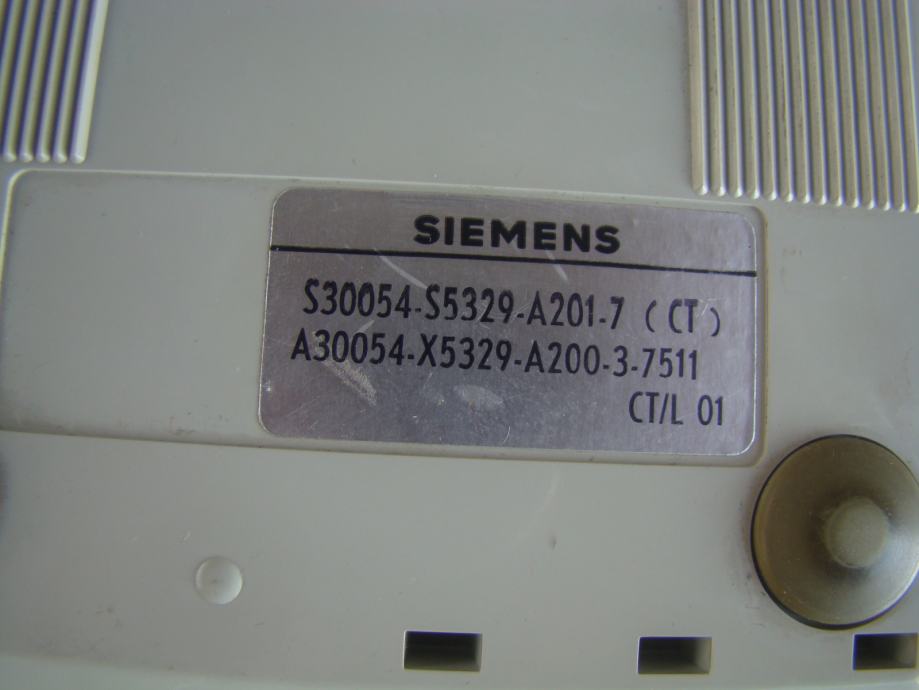 SIEMENS
S30054-S5329-A201-7 (CT)
A30054-X5329-A200-3-7511
CT/L 01